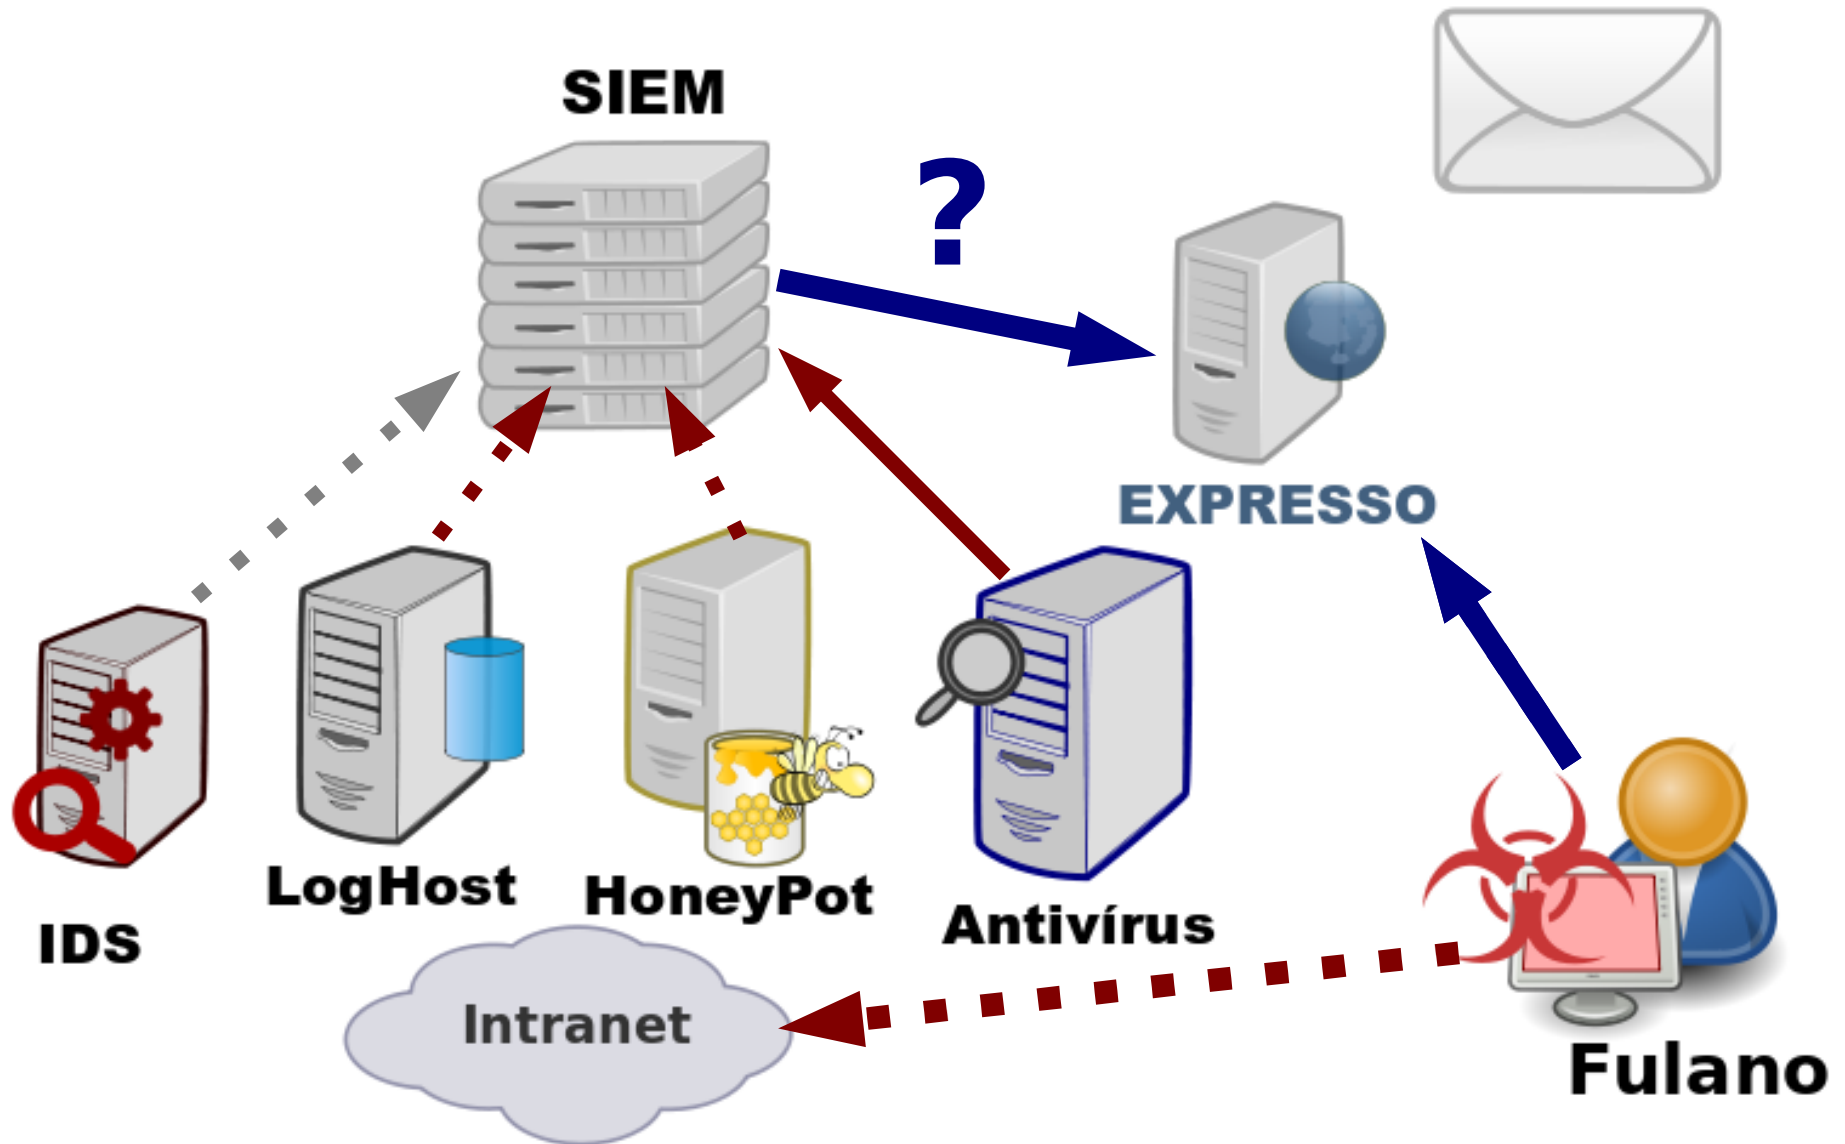 SIEM
?
EXPRESSO
LogHost
HoneyPot
Antivírus
IDS
Intranet
Fulano